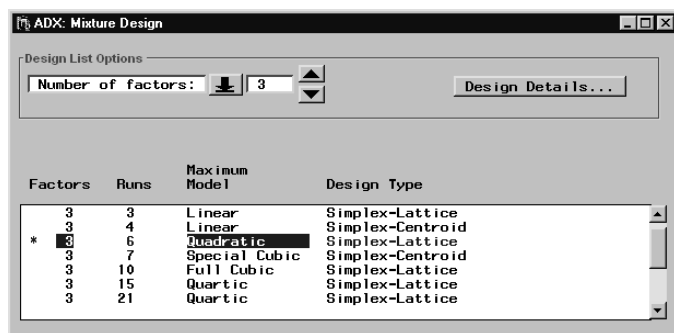 ADX: Mixture Design
Design List Options
Number of factors: 3
Design Details...
Maximum
Factors Runs Model Design Type
3 3 Linear Simplex-Lattice
3 4 Linear Simplex-Centroid
* 3 6 Quadratic Simplex-Lattice
3 7 Special Cubic Simplex-Centroid
3 10 Full Cubic Simplex-Lattice
3 15 Quartic Simplex-Lattice
3 21 Quartic Simplex-Lattice